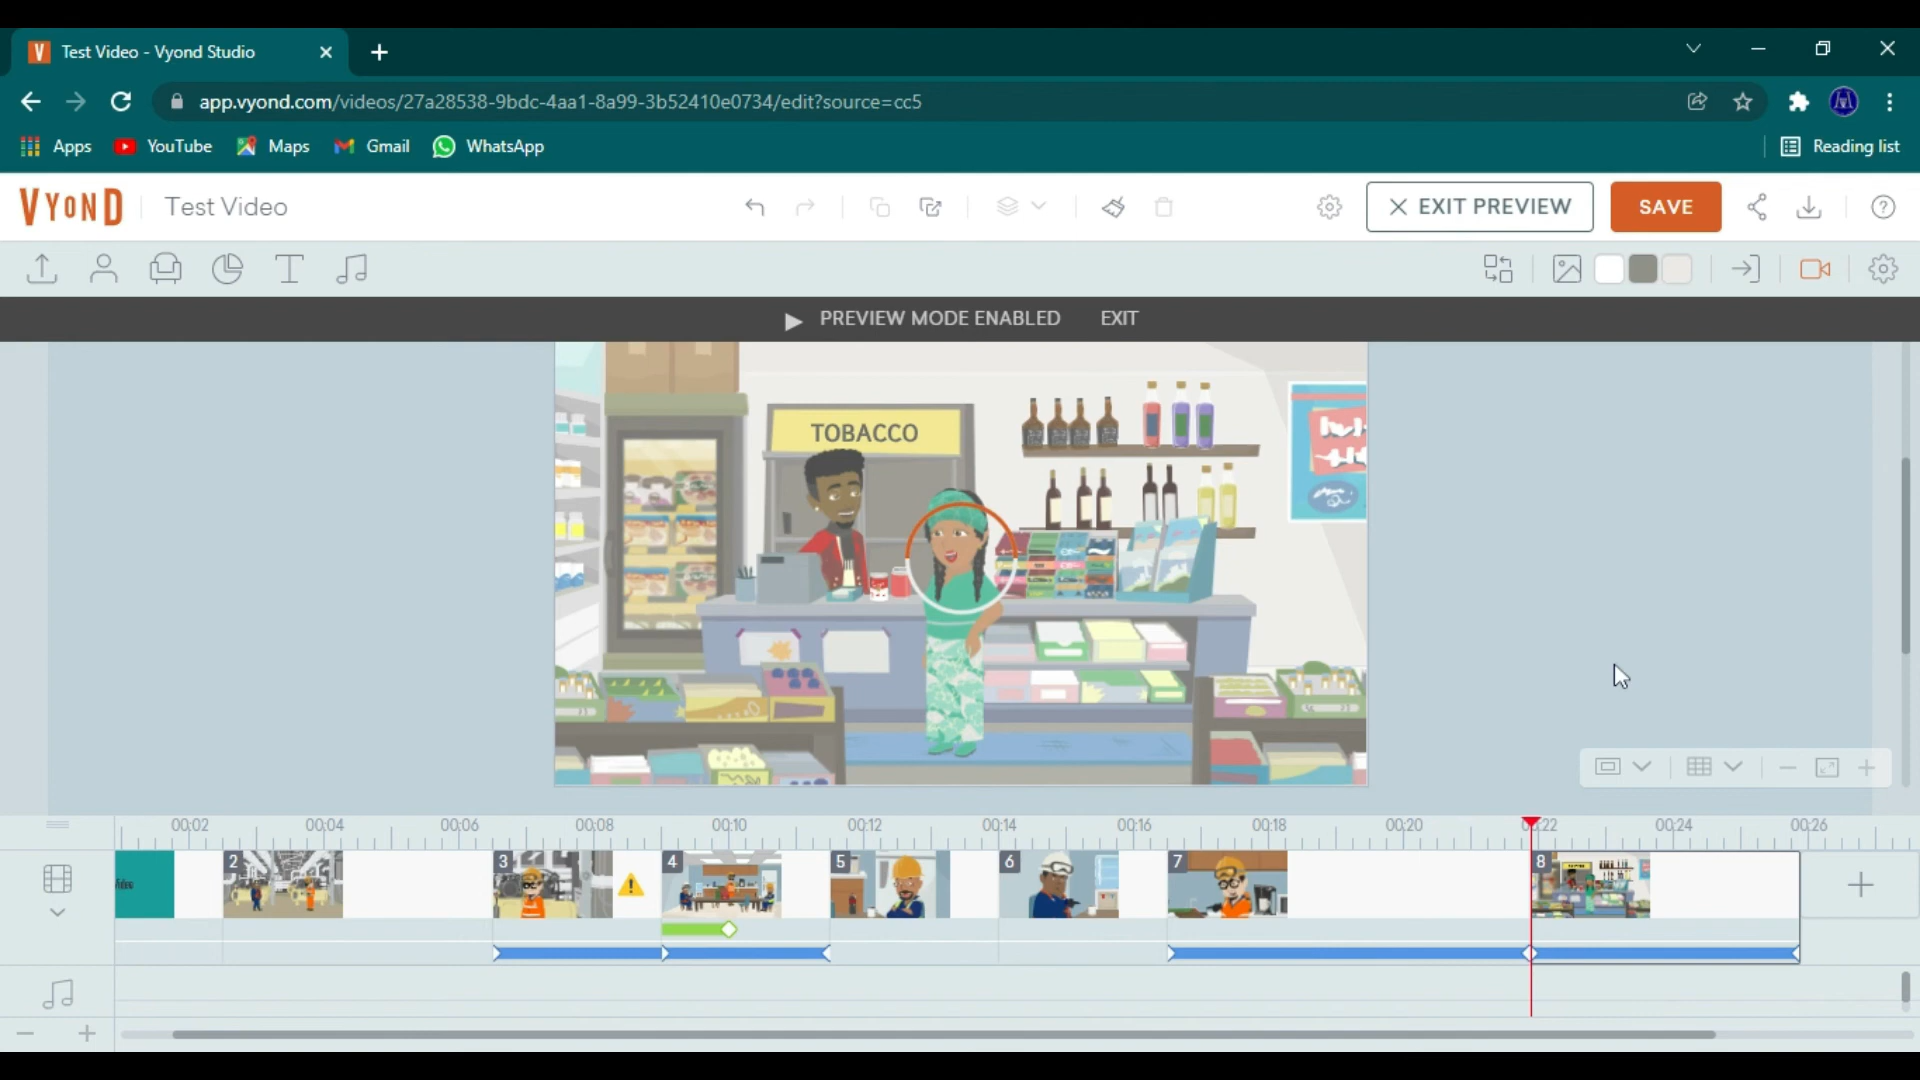 Test Video - Vyond Studio
app.vyond.com/videos/27a28538-9bdc-4aa1-8a99-3b52410e0734/edit?source=cc5
Apps YouTube Maps Gmail WhatsApp Reading list
VYOND Test Video EXIT PREVIEW SAVE
PREVIEW MODE ENABLED EXIT
TOBACCO
00:02 00:04 00:06 00:08 00:10 00:12 00:14 00:16 00:18 00:20 00:22 00:24 00:26
2 3 4 5 6 7 8